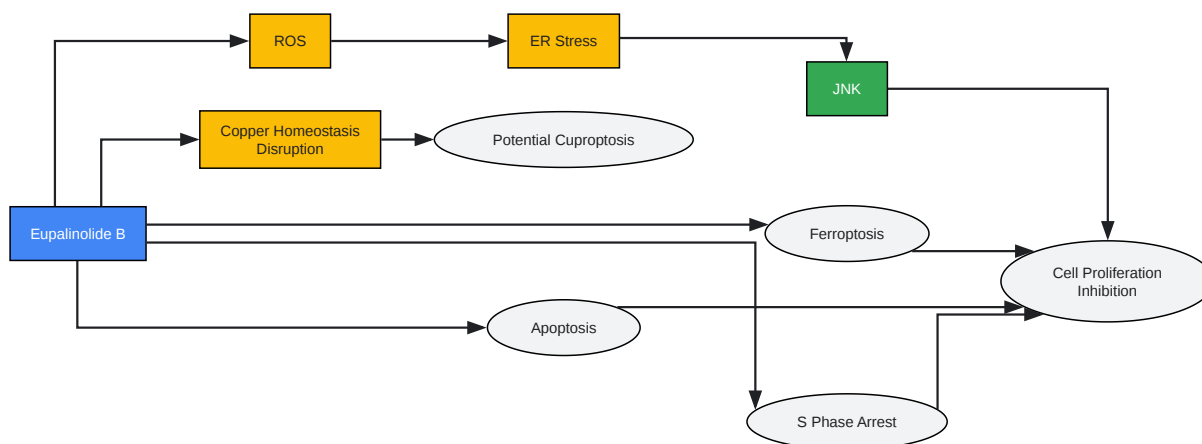 ROS
ER Stress
JNK
Copper Homeostasis
Disruption
Potential Cuproptosis
Eupalinolide B
Ferroptosis
Cell Proliferation
Inhibition
Apoptosis
S Phase Arrest